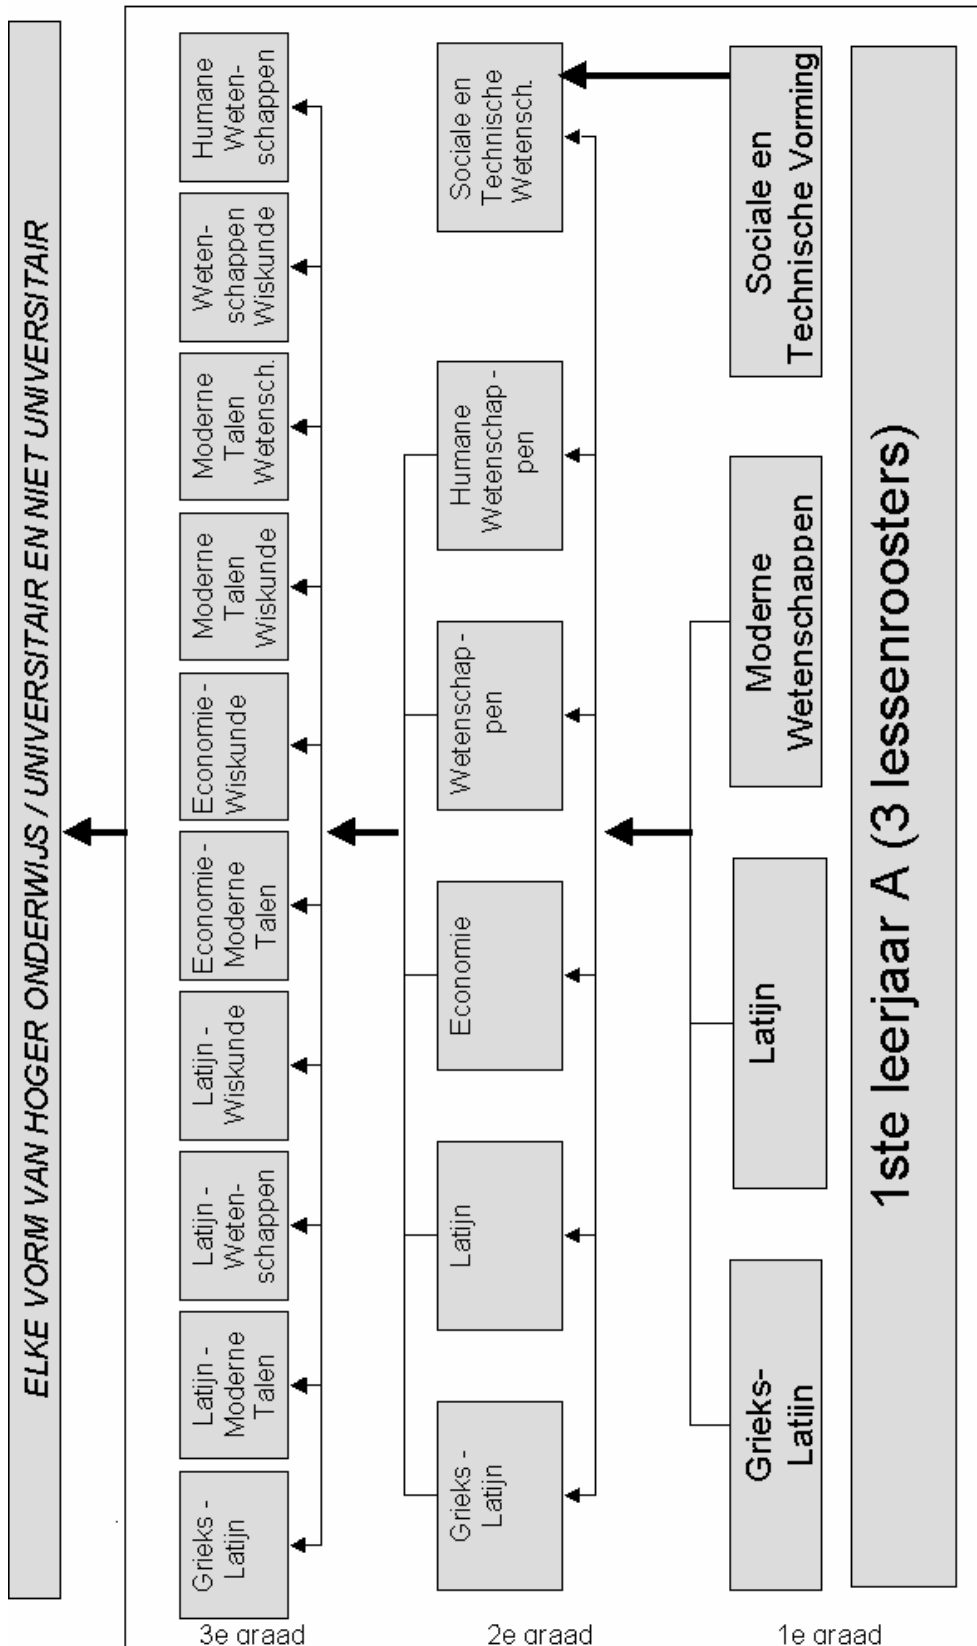 ELKE VORM VAN HOGER ONDERWIJS / UNIVERSITAIR EN NIET UNIVERSITAIR
3e graad
Grieks
Latijn
Latijn -
Moderne
Talen
Latijn -
Weten-
schappen
Latijn -
Wiskunde
Economie-
Moderne
Talen
Economie-
Wiskunde
Moderne
Talen
Wiskunde
Moderne
Talen
Wetensch.
Weten-
schappen
Wiskunde
Humane
Weten-
schappen
2e graad
Grieks -
Latijn
Latijn
Economie
Wetenschap -
pen
Humane
Wetenschap -
pen
Sociale en
Technische
Wetensch.
1e graad
Grieks-
Latijn
Latijn
Moderne
Wetenschappen
Sociale en
Technische Vorming
1ste leerjaar A (3 lessenroosters)